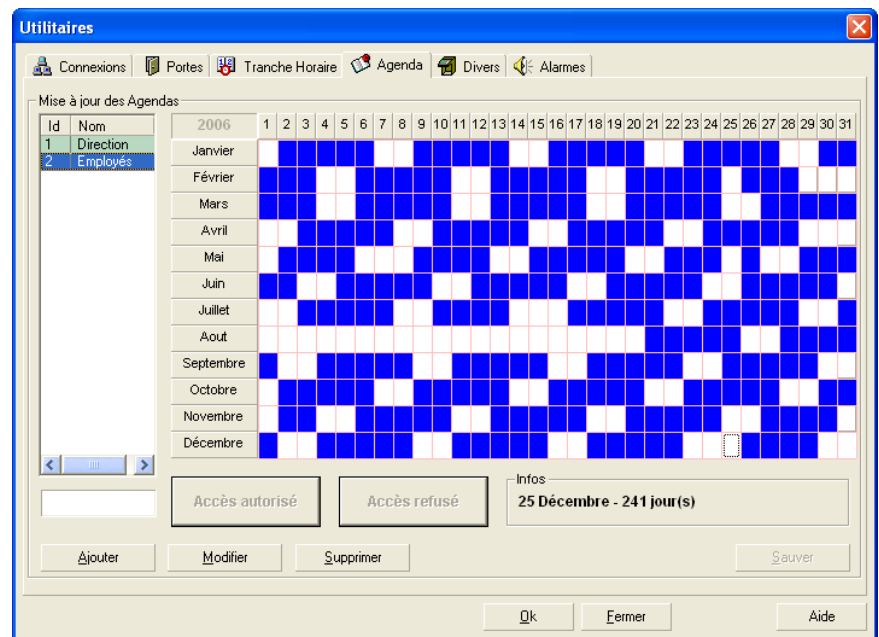 Utilitaires
Connexions Portes Tranche Horaire Agenda Divers Alarmes
Mise à jour des Agendas
Id Nom
1 Direction
2 Employés
2006 1 2 3 4 5 6 7 8 9 10 11 12 13 14 15 16 17 18 19 20 21 22 23 24 25 26 27 28 29 30 31
Janvier
Février
Mars
Avril
Mai
Juin
Juillet
Aout
Septembre
Octobre
Novembre
Décembre
Accès autorisé Accès refusé
Infos
25 Décembre - 241 jour(s)
Ajouter Modifier Supprimer Sauver
Ok Fermer Aide